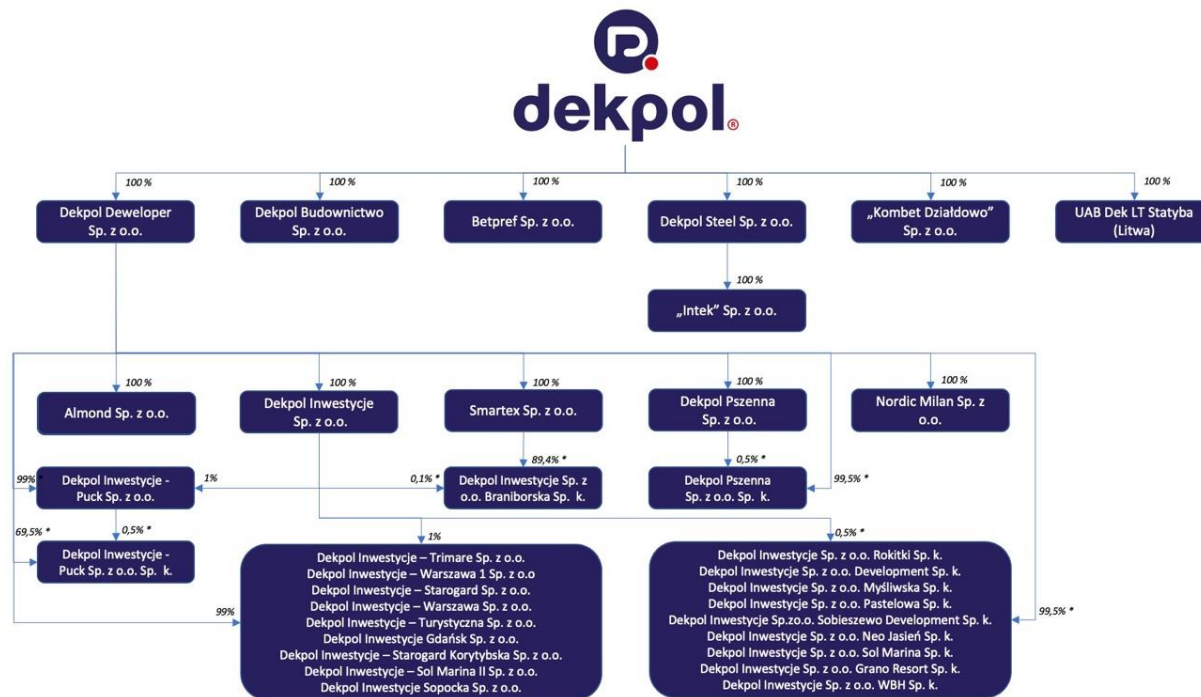 dekpol®
100 %
100 %
100 %
100 %
100 %
100 %
Dekpol Deweloper
Sp. z o.o.
Dekpol Budownictwo
Sp. z o.o.
Betpref Sp. z o.o.
Dekpol Steel Sp. z o.o.
„Kombet Działdowo”
Sp. z o.o.
UAB Dek LT Statyba
(Litwa)
100 %
„Intek” Sp. z o.o.
100 %
100 %
100 %
100 %
100 %
Almond Sp. z o.o.
Dekpol Inwestycje
Sp. z o.o.
Smartex Sp. z o.o.
Dekpol Pszenna
Sp. z o.o.
Nordic Milan Sp. z
o.o.
99% *
Dekpol Inwestycje -
Puck Sp. z o.o.
1%
0,1% *
89,4% *
Dekpol Inwestycje Sp. z
o.o. Braniborska Sp. k.
0,5% *
Dekpol Pszenna
Sp. z o.o. Sp. k.
99,5% *
69,5% *
0,5% *
Dekpol Inwestycje -
Puck Sp. z o.o. Sp. k.
1%
99%
Dekpol Inwestycje – Trimare Sp. z o.o.
Dekpol Inwestycje – Warszawa 1 Sp. z o.o
Dekpol Inwestycje – Starogard Sp. z o.o.
Dekpol Inwestycje – Warszawa Sp. z o.o.
Dekpol Inwestycje – Turystyczna Sp. z o.o.
Dekpol Inwestycje Gdańsk Sp. z o.o.
Dekpol Inwestycje – Starogard Korytybska Sp. z o.o.
Dekpol Inwestycje – Sol Marina II Sp. z o.o.
Dekpol Inwestycje Sopocka Sp. z o.o.
0,5% *
Dekpol Inwestycje Sp. z o.o. Rokitki Sp. k.
Dekpol Inwestycje Sp. z o.o. Development Sp. k.
Dekpol Inwestycje Sp. z o.o. Myśliwska Sp. k.
Dekpol Inwestycje Sp. z o.o. Pastelowa Sp. k.
Dekpol Inwestycje Sp.zo.o. Sobieszewo Development Sp. k.
Dekpol Inwestycje Sp. z o.o. Neo Jasień Sp. k.
Dekpol Inwestycje Sp. z o.o. Sol Marina Sp. k.
Dekpol Inwestycje Sp. z o.o. Grano Resort Sp. k.
Dekpol Inwestycje Sp. z o.o. WBH Sp. k.
99,5% *